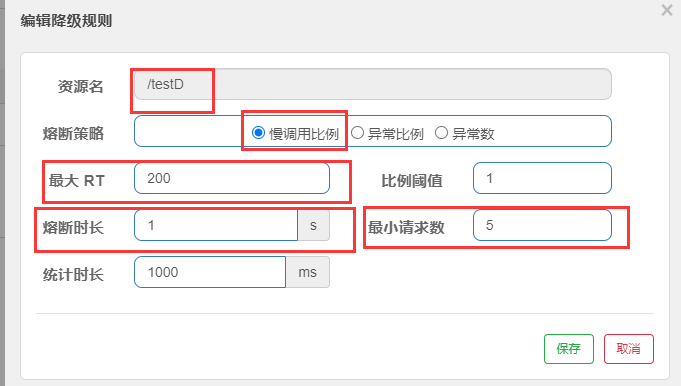 编辑降级规则 ×
资源名 /testD
熔断策略 慢调用比例 异常比例 异常数
最大 RT 200 比例阈值 1
熔断时长 1 s 最小请求数 5
统计时长 1000 ms
保存 取消